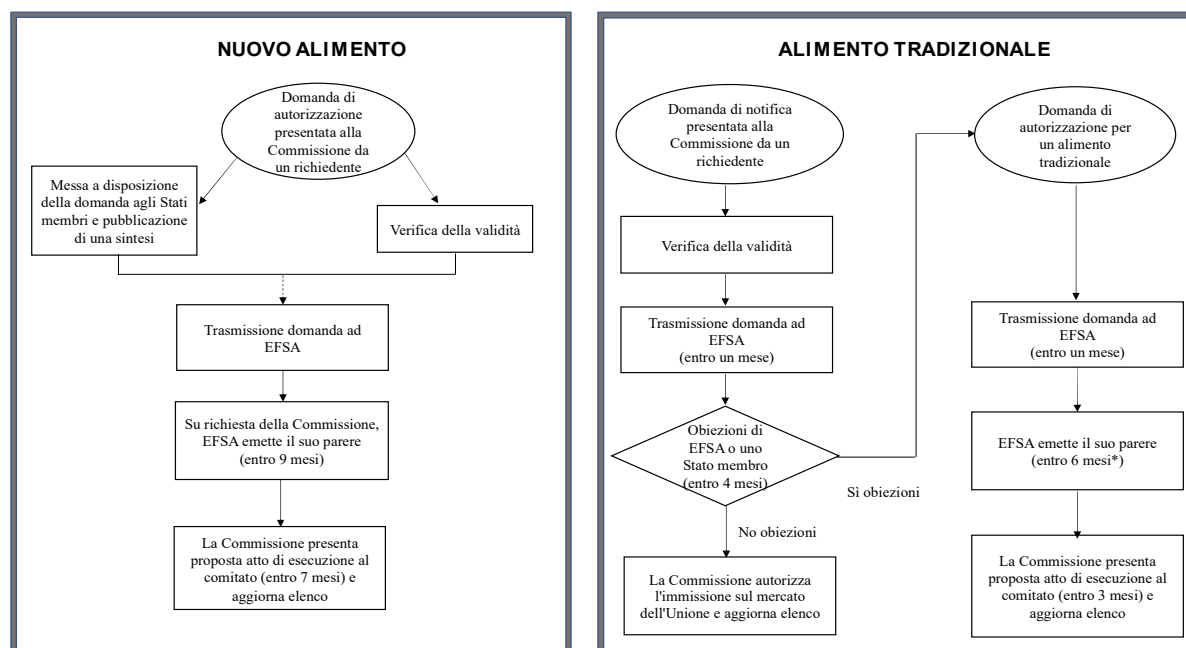 NUOVO ALIMENTO
Domanda di
autorizzazione
presentata alla
Commissione da
un richiedente
Messa a disposizione
della domanda agli Stati
membri e pubblicazione
di una sintesi
Verifica della validità
Trasmissione domanda ad
EFSA
Su richiesta della Commissione,
EFSA emette il suo parere
(entro 9 mesi)
La Commissione presenta
proposta atto di esecuzione al
comitato (entro 7 mesi) e
aggiorna elenco
ALIMENTO TRADIZIONALE
Domanda di notifica
presentata alla
Commissione da un
richiedente
Verifica della validità
Trasmissione domanda ad
EFSA
(entro un mese)
Obiezioni di
EFSA o uno
Stato membro
(entro 4 mesi)
Sì obiezioni
No obiezioni
La Commissione autorizza
l'immissione sul mercato
dell'Unione e aggiorna elenco
Domanda di
autorizzazione per
un alimento
tradizionale
Trasmissione domanda ad
EFSA
(entro un mese)
EFSA emette il suo parere
(entro 6 mesi*)
La Commissione presenta
proposta atto di esecuzione al
comitato (entro 3 mesi) e
aggiorna elenco